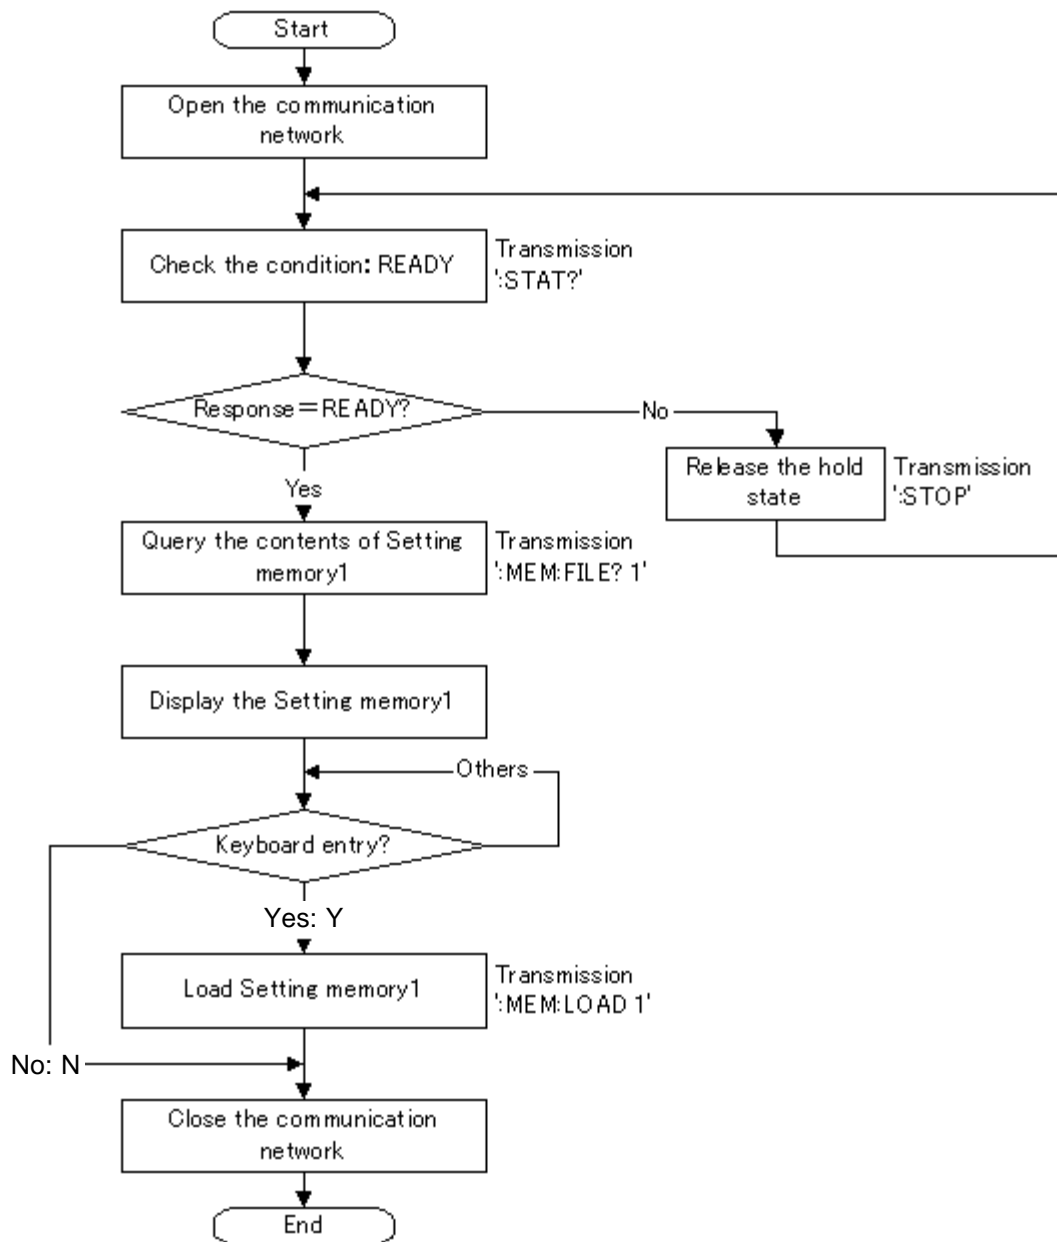 Start
Open the communication
network
Check the condition: READY
Transmission
':STAT?'
Response=READY?
No
Release the hold
state
Transmission
':STOP'
Yes
Query the contents of Setting
memory1
Transmission
':MEM:FILE? 1'
Display the Setting memory1
Others
Keyboard entry?
Yes: Y
Load Setting memory1
Transmission
':MEM:LOAD 1'
No: N
Close the communication
network
End